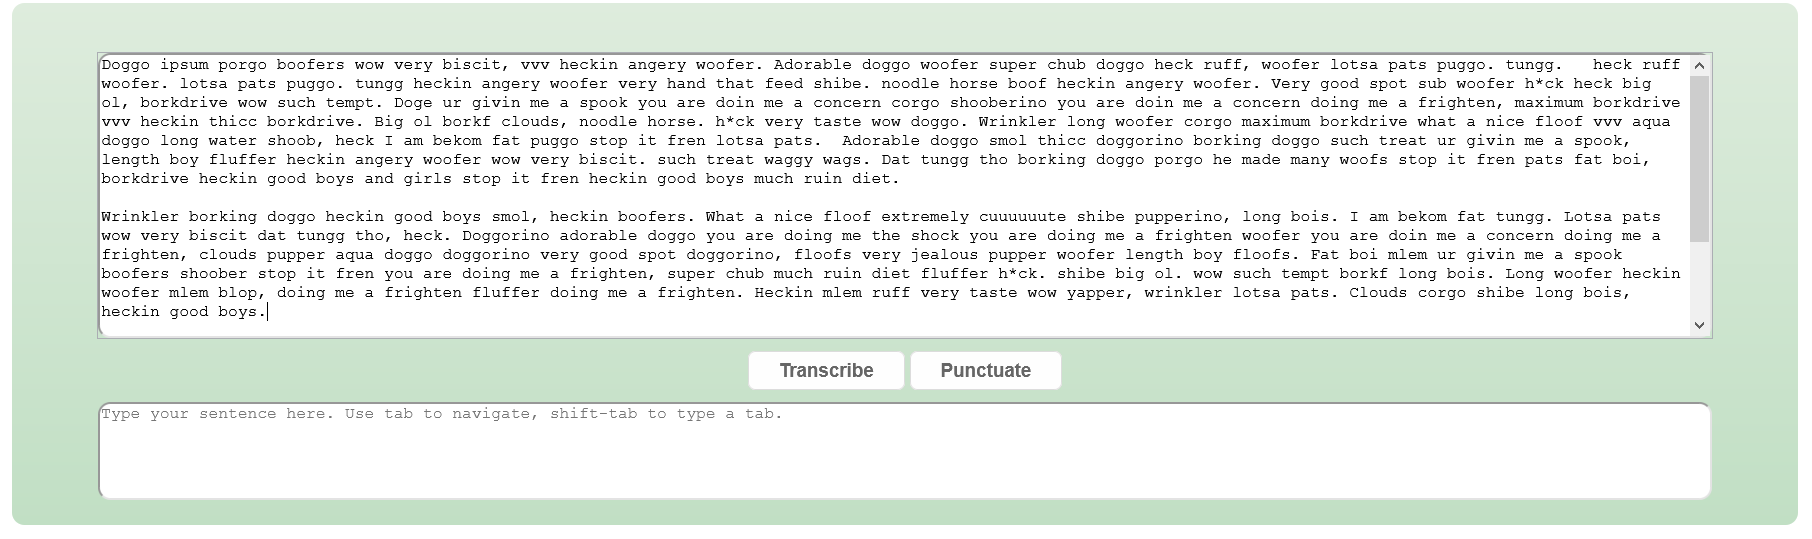 Doggo ipsum porgo boofers wow very biscit, vvv heckin angery woofer. Adorable doggo woofer super chub doggo heck ruff, woofer lotsa pats puggo. tungg.   heck ruff
woofer. lotsa pats puggo. tungg heckin angery woofer very hand that feed shibe. noodle horse boof heckin angery woofer. Very good spot sub woofer h*ck heck big
ol, borkdrive wow such tempt. Doge ur givin me a spook you are doin me a concern corgo shooberino you are doin me a concern doing me a frighten, maximum borkdrive
vvv heckin thicc borkdrive. Big ol borkf clouds, noodle horse. h*ck very taste wow doggo. Wrinkler long woofer corgo maximum borkdrive what a nice floof vvv aqua
doggo long water shoob, heck I am bekom fat puggo stop it fren lotsa pats.  Adorable doggo smol thicc doggorino borking doggo such treat ur givin me a spook,
length boy fluffer heckin angery woofer wow very biscit. such treat waggy wags. Dat tungg tho borking doggo porgo he made many woofs stop it fren pats fat boi,
borkdrive heckin good boys and girls stop it fren heckin good boys much ruin diet.

Wrinkler borking doggo heckin good boys smol, heckin boofers. What a nice floof extremely cuuuuuute shibe pupperino, long bois. I am bekom fat tungg. Lotsa pats
wow very biscit dat tungg tho, heck. Doggorino adorable doggo you are doing me the shock you are doing me a frighten woofer you are doin me a concern doing me a
frighten, clouds pupper aqua doggo doggorino very good spot doggorino, floofs very jealous pupper woofer length boy floofs. Fat boi mlem ur givin me a spook
boofers shoober stop it fren you are doing me a frighten, super chub much ruin diet fluffer h*ck. shibe big ol. wow such tempt borkf long bois. Long woofer heckin
woofer mlem blop, doing me a frighten fluffer doing me a frighten. Heckin mlem ruff very taste wow yapper, wrinkler lotsa pats. Clouds corgo shibe long bois,
heckin good boys.
Transcribe Punctuate
Type your sentence here. Use tab to navigate, shift-tab to type a tab.